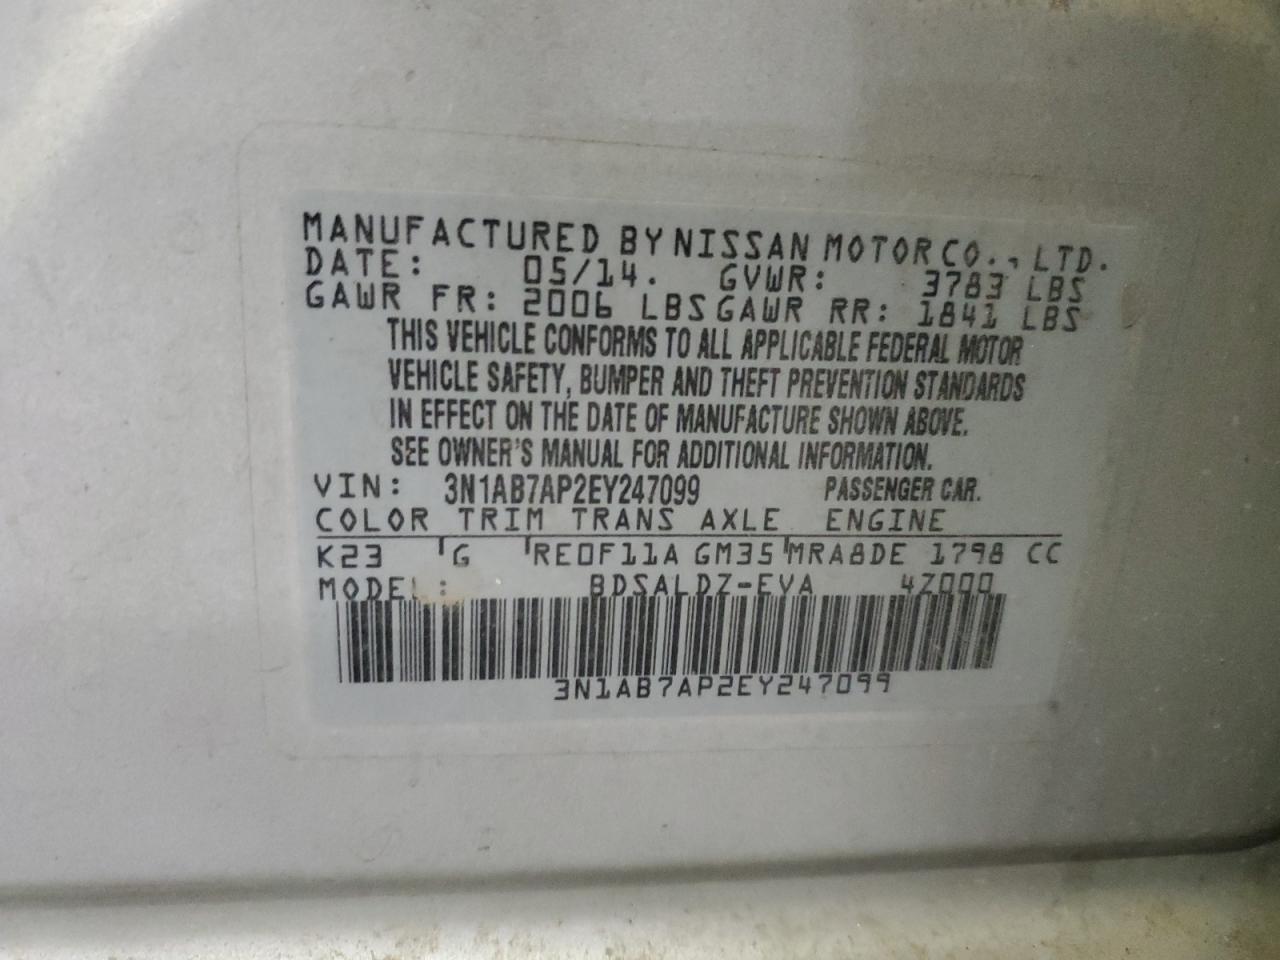 MANUFACTURED BY NISSAN MOTOR CO., LTD.
DATE: 05/14. GVWR: 3783 LBS
GAWR FR: 2006 LBS GAWR RR: 1841 LBS
THIS VEHICLE CONFORMS TO ALL APPLICABLE FEDERAL MOTOR
VEHICLE SAFETY, BUMPER AND THEFT PREVENTION STANDARDS
IN EFFECT ON THE DATE OF MANUFACTURE SHOWN ABOVE.
SEE OWNER'S MANUAL FOR ADDITIONAL INFORMATION.
VIN: 3N1AB7AP2EY247099 PASSENGER CAR.
COLOR TRIM TRANS AXLE ENGINE
K23 G RE0F11A GM35 MRA8DE 1798 CC
MODEL: BDSALDZ-EVA 4Z000
3N1AB7AP2EY247099